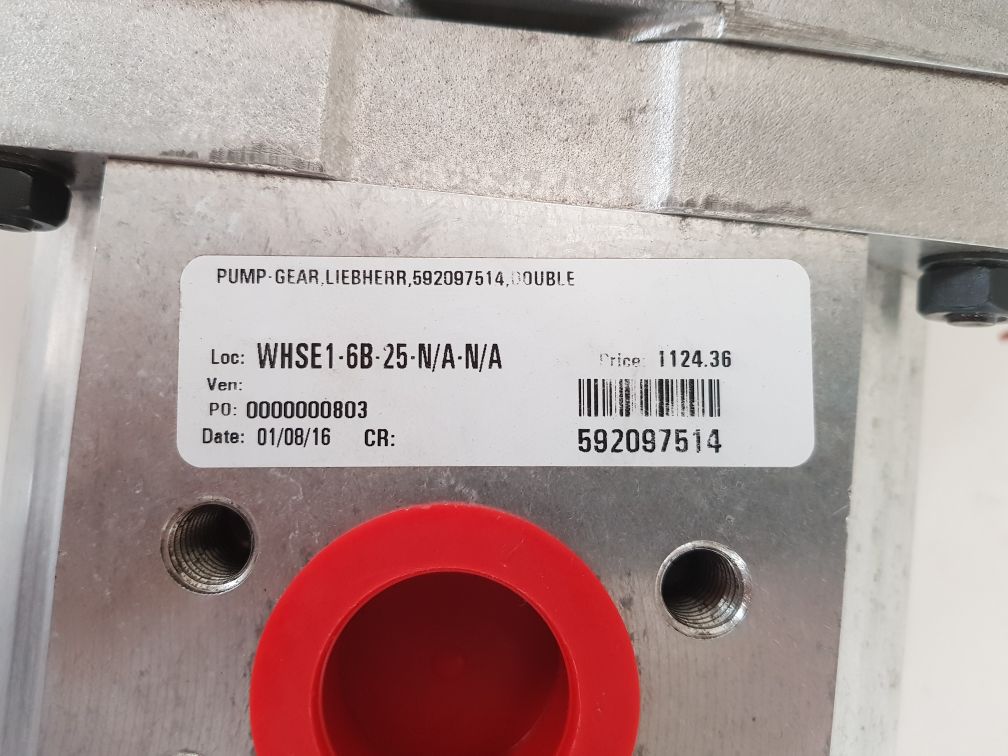 PUMP-GEAR,LIEBHERR,592097514,DOUBLE
Loc: WHSE1-6B-25-N/A-N/A
Price: 1124.36
Ven:
PO: 0000000803
Date: 01/08/16 CR:
592097514